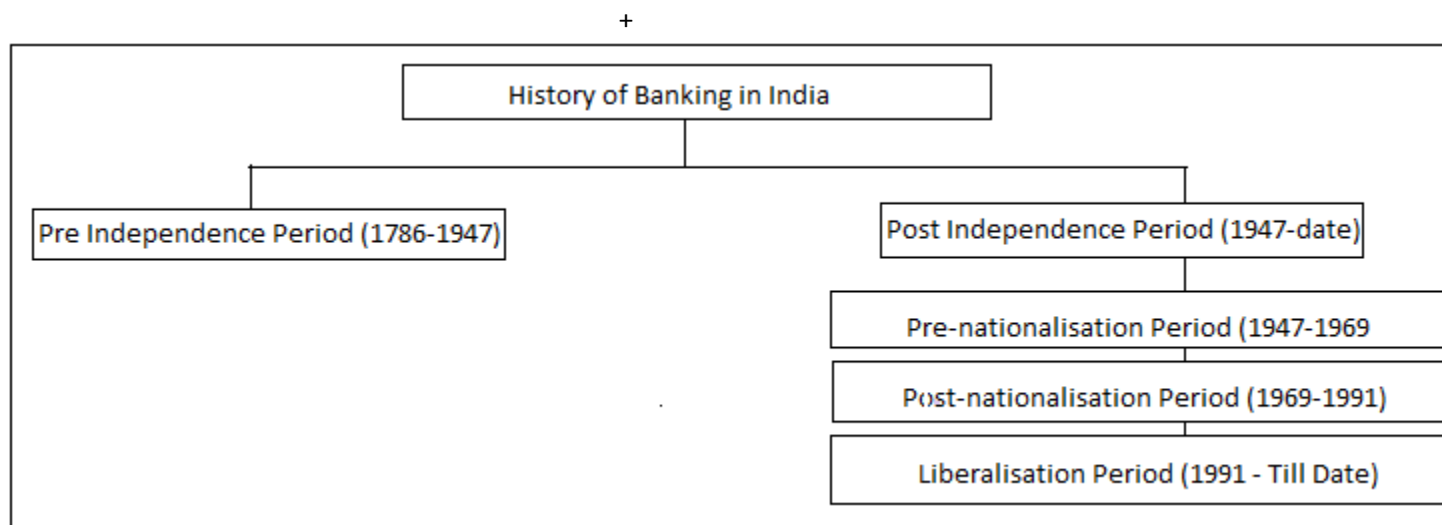 +
History of Banking in India
Pre Independence Period (1786-1947)
Post Independence Period (1947-date)
Pre-nationalisation Period (1947-1969
Post-nationalisation Period (1969-1991)
Liberalisation Period (1991 - Till Date)